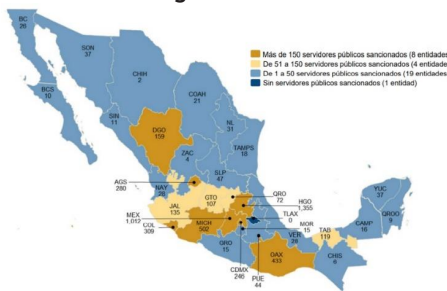 BC
26
SON
37
CHIH
2
COAH
21
BCS
10
SIN
11
DGO
159
NL
31
TAMPS
18
ZAC
4
SLP
47
AGS
280
NAY
28
JAL
135
GTO
107
QRO
72
HGO
1,355
MEX
1,012
COL
309
MICH
502
TLAX
0
MOR
15
VER
28
GRO
15
CDMX
246
PUE
44
OAX
433
TAB
119
CHIS
6
CAMP
16
YUC
37
QROO
9
Más de 150 servidores públicos sancionados (8 entidades
De 51 a 150 servidores públicos sancionados (4 entidade
De 1 a 50 servidores públicos sancionados (19 entidades
Sin servidores públicos sancionados (1 entidad)